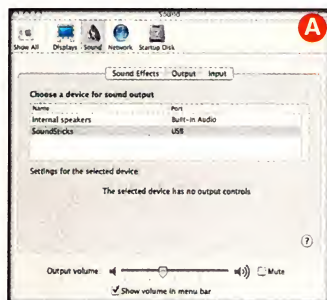 Sound
A
Show All Displays Sound Network Startup Disk
Sound Effects Output Input
Choose a device for sound output
Name Port
Internal speakers Built-in Audio
SoundSticks USB
Settings for the selected device
The selected device has no output controls
?
Output volume Mute
Show volume in menu bar